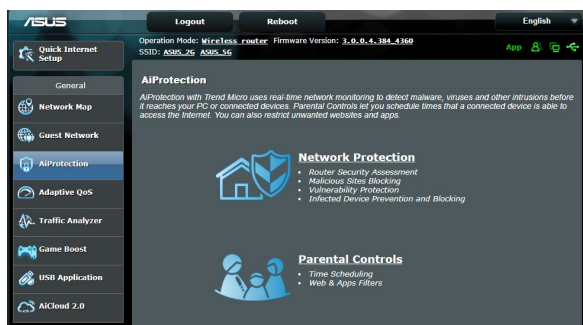 ASUS
Logout
Reboot
English
Quick Internet
Setup
Operation Mode: Wireless router Firmware Version: 3.0.0.4.384_4360
SSID: ASUS_2G ASUS_5G
App
General
Network Map
Guest Network
AiProtection
Adaptive QoS
Traffic Analyzer
Game Boost
USB Application
AiCloud 2.0
AiProtection
AiProtection with Trend Micro uses real-time network monitoring to detect malware, viruses and other intrusions before
it reaches your PC or connected devices. Parental Controls let you schedule times that a connected device is able to
access the Internet. You can also restrict unwanted websites and apps.
Network Protection
• Router Security Assessment
• Malicious Sites Blocking
• Vulnerability Protection
• Infected Device Prevention and Blocking
Parental Controls
• Time Scheduling
• Web & Apps Filters